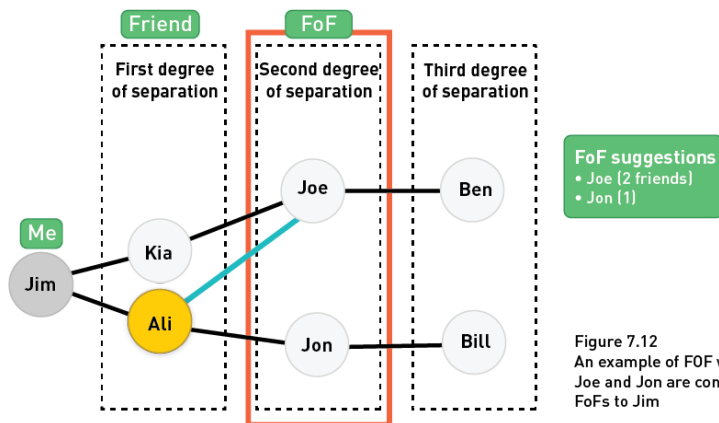 Friend
FoF
First degree
of separation
Second degree
of separation
Third degree
of separation
FoF suggestions
• Joe (2 friends)
• Jon (1)
Me
Jim
Kia
Ali
Joe
Jon
Ben
Bill
Figure 7.12
An example of FOF
Joe and Jon are
FoFs to Jim